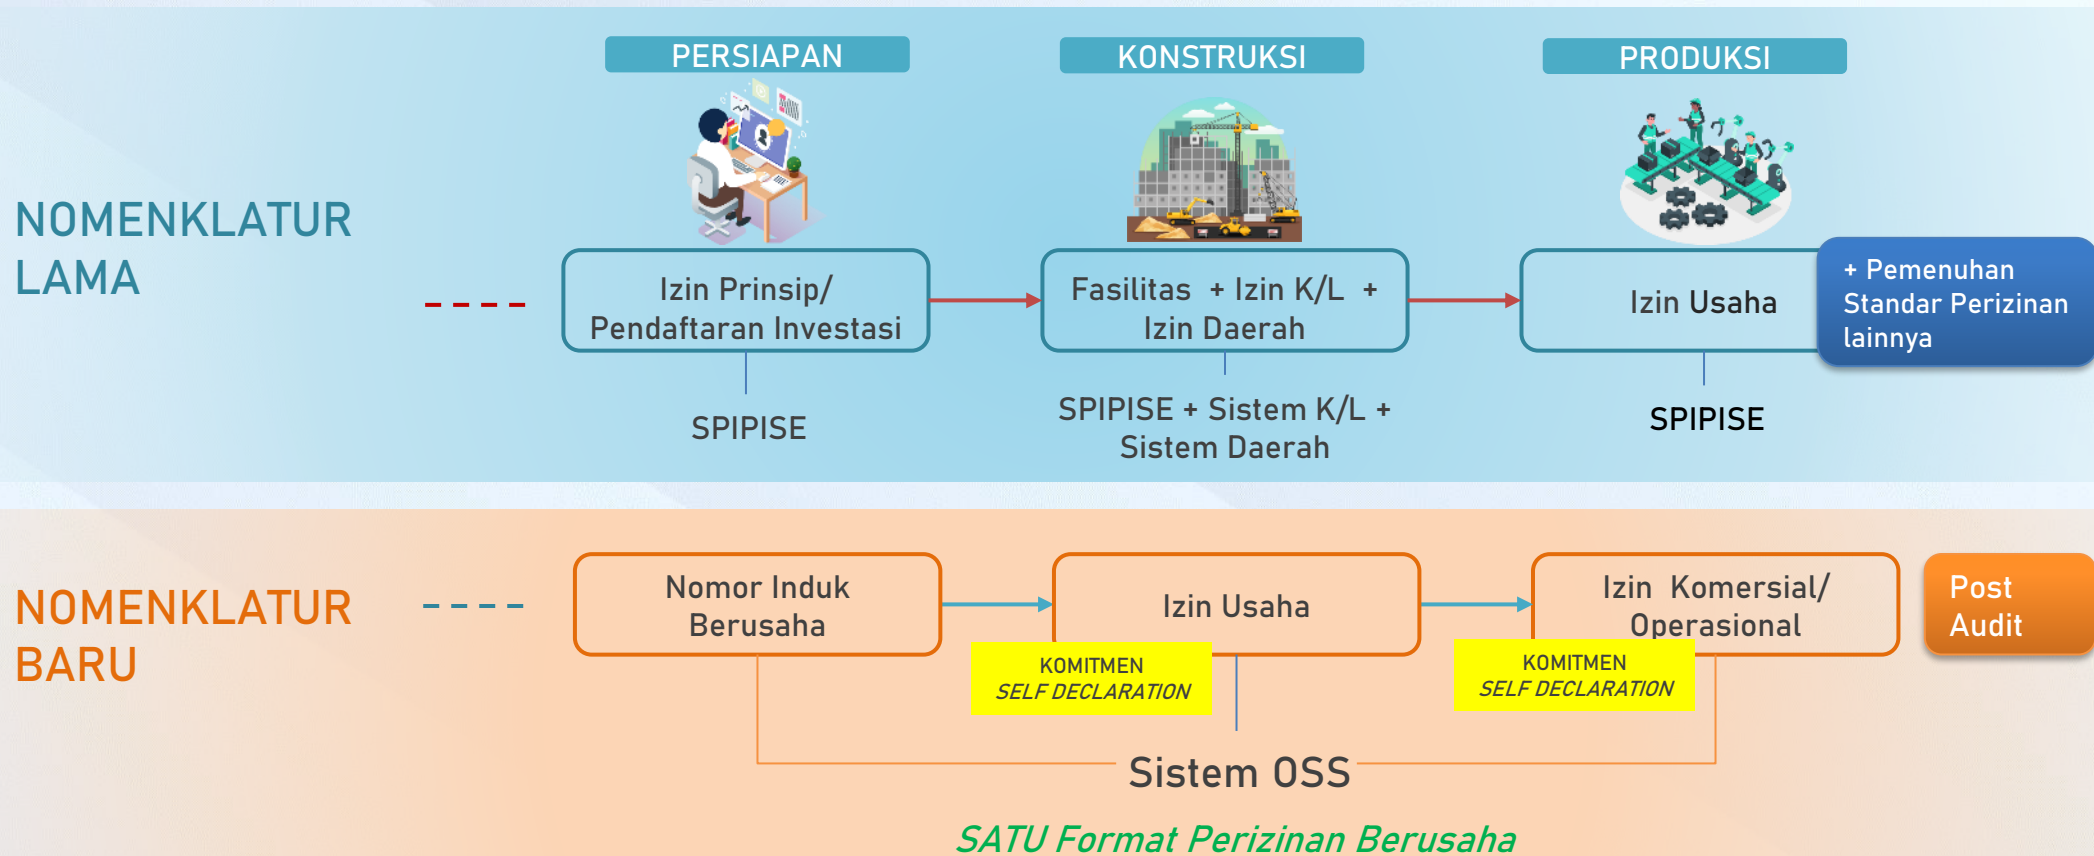 PERSIAPAN
KONSTRUKSI
PRODUKSI
NOMENKLATUR
LAMA
Izin Prinsip/
Pendaftaran Investasi
Fasilitas + Izin K/L +
Izin Daerah
Izin Usaha
+ Pemenuhan
Standar Perizinan
lainnya
SPIPISE
SPIPISE + Sistem K/L +
Sistem Daerah
SPIPISE
NOMENKLATUR
BARU
Nomor Induk
Berusaha
Izin Usaha
Izin Komersial/
Operasional
Post
Audit
KOMITMEN
SELF DECLARATION
KOMITMEN
SELF DECLARATION
Sistem OSS
SATU Format Perizinan Berusaha